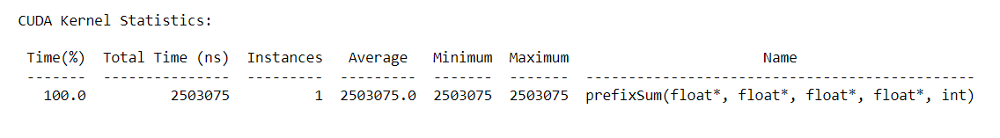 CUDA Kernel Statistics:
Time(%) Total Time (ns) Instances Average Minimum Maximum Name
------- --------------- --------- --------- ------- ------- ----------------------------------------------
100.0 2503075 1 2503075.0 2503075 2503075 prefixSum(float*, float*, float*, float*, int)